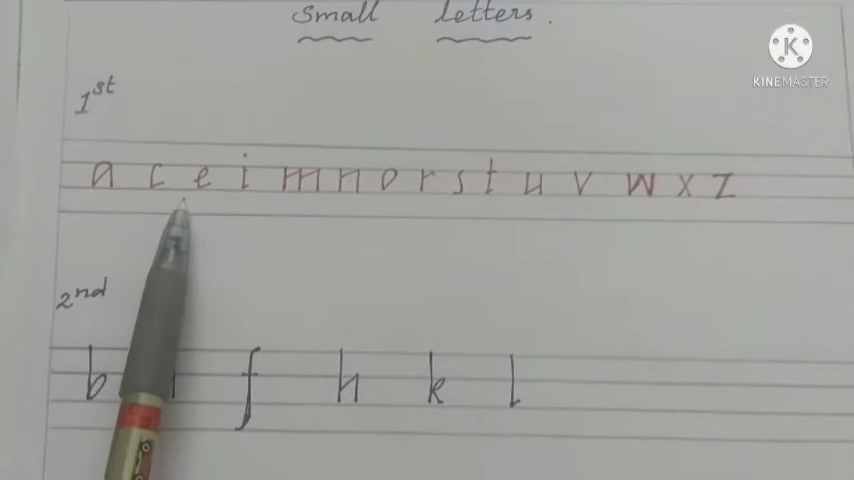 small letters.
KINEMASTER
1st
a c e i m n o r s t u v w x z
2nd
b f h k l